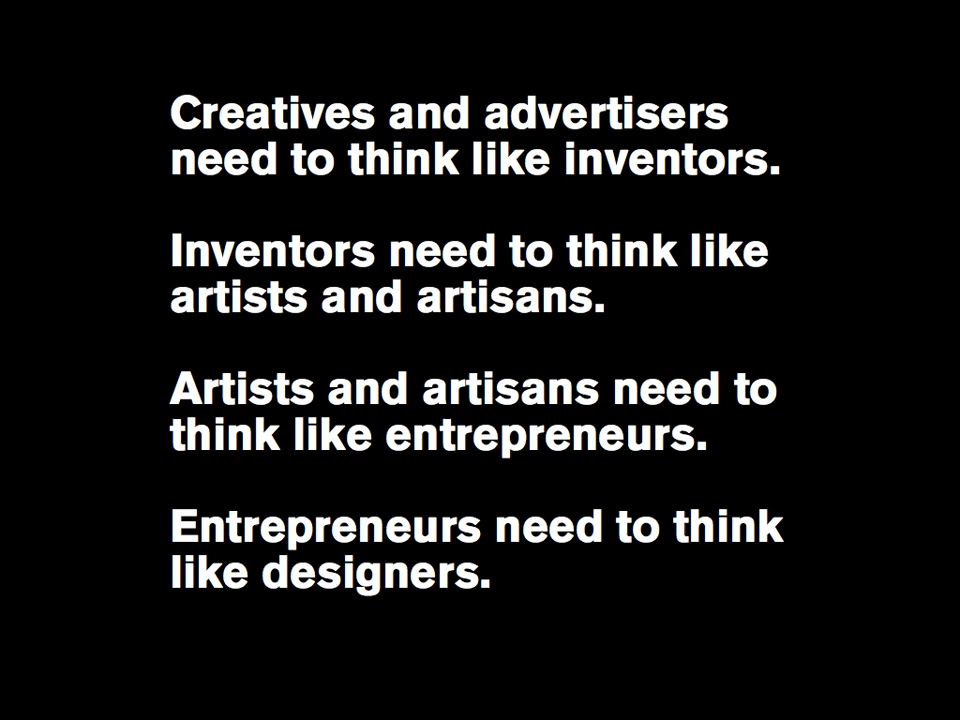 Creatives and advertisers
need to think like inventors.
Inventors need to think like
artists and artisans.
Artists and artisans need to
think like entrepreneurs.
Entrepreneurs need to think
like designers.